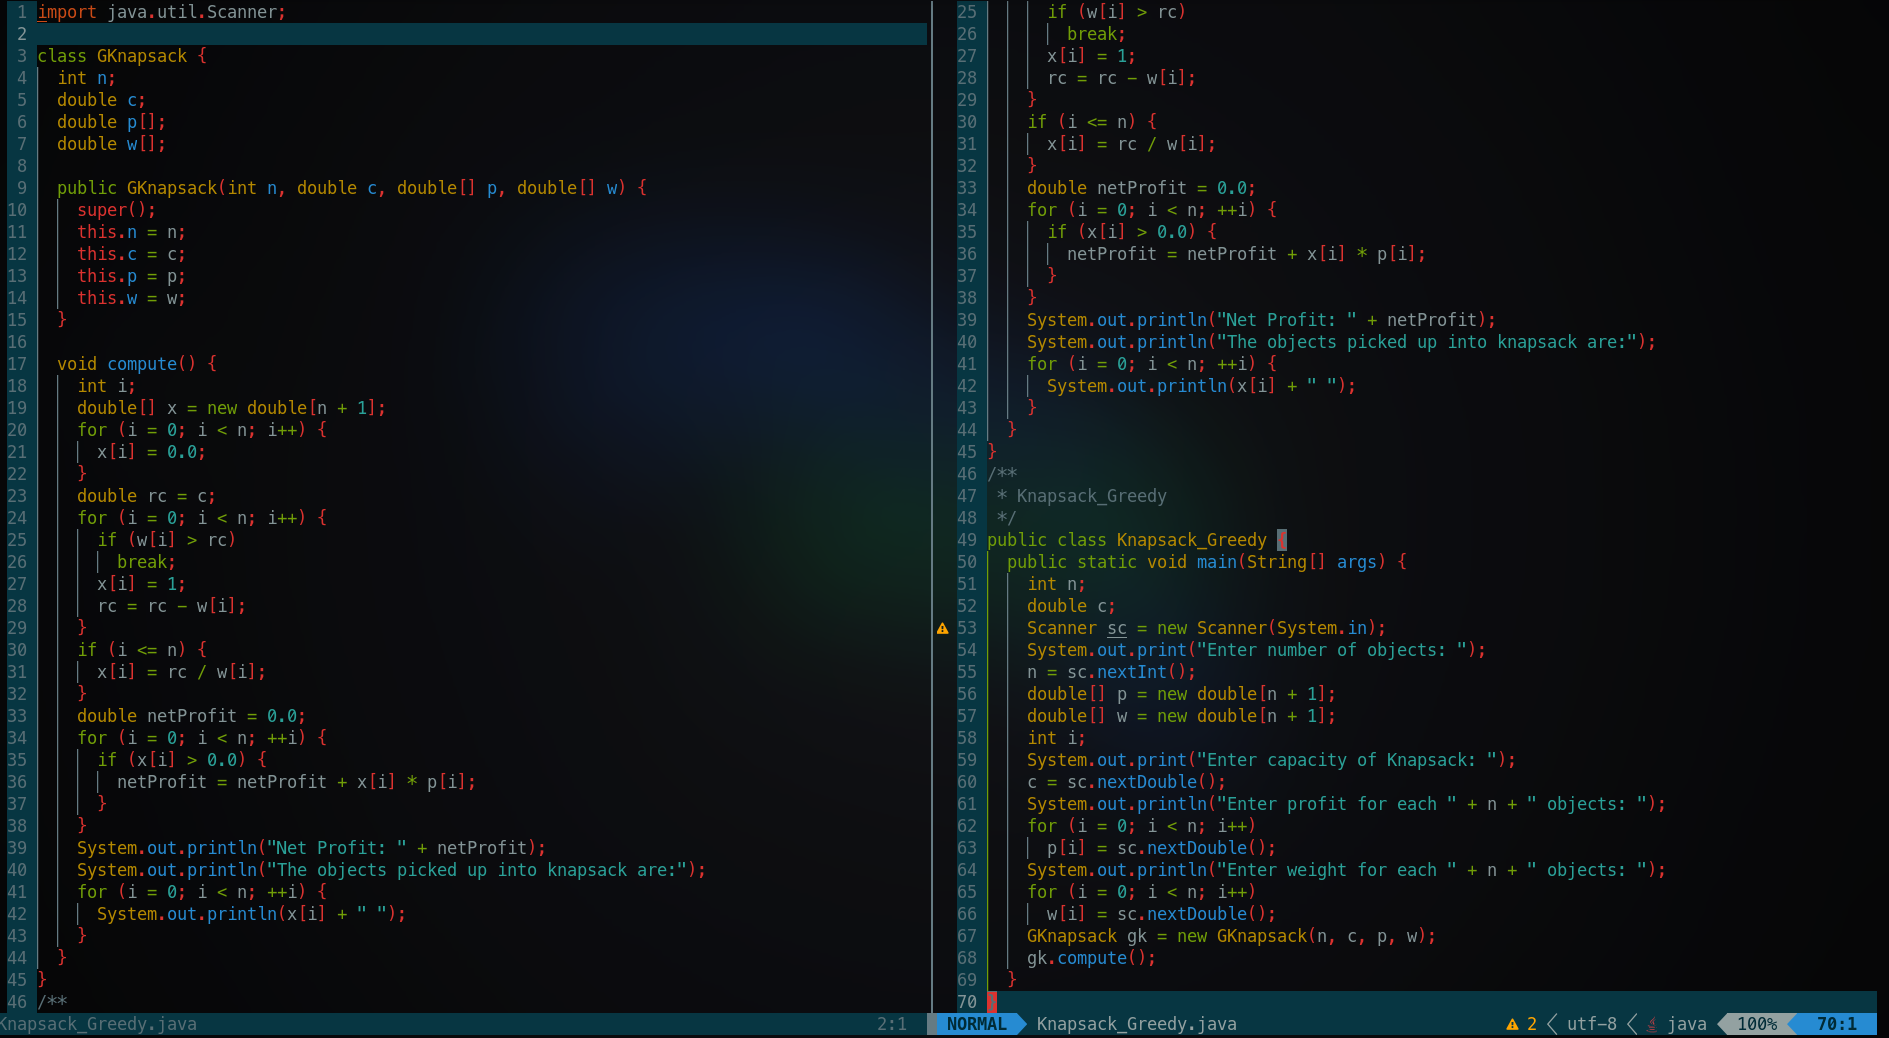 1 import java.util.Scanner;
2
3 class GKnapsack {
4 int n;
5 double c;
6 double p[];
7 double w[];
8
9 public GKnapsack(int n, double c, double[] p, double[] w) {
10 super();
11 this.n = n;
12 this.c = c;
13 this.p = p;
14 this.w = w;
15 }
16
17 void compute() {
18 int i;
19 double[] x = new double[n + 1];
20 for (i = 0; i < n; i++) {
21 x[i] = 0.0;
22 }
23 double rc = c;
24 for (i = 0; i < n; i++) {
25 if (w[i] > rc)
26 break;
27 x[i] = 1;
28 rc = rc - w[i];
29 }
30 if (i <= n) {
31 x[i] = rc / w[i];
32 }
33 double netProfit = 0.0;
34 for (i = 0; i < n; ++i) {
35 if (x[i] > 0.0) {
36 netProfit = netProfit + x[i] * p[i];
37 }
38 }
39 System.out.println("Net Profit: " + netProfit);
40 System.out.println("The objects picked up into knapsack are:");
41 for (i = 0; i < n; ++i) {
42 System.out.println(x[i] + " ");
43 }
44 }
45 }
46 /**
Knapsack_Greedy.java 2:1
25 if (w[i] > rc)
26 break;
27 x[i] = 1;
28 rc = rc - w[i];
29 }
30 if (i <= n) {
31 x[i] = rc / w[i];
32 }
33 double netProfit = 0.0;
34 for (i = 0; i < n; ++i) {
35 if (x[i] > 0.0) {
36 netProfit = netProfit + x[i] * p[i];
37 }
38 }
39 System.out.println("Net Profit: " + netProfit);
40 System.out.println("The objects picked up into knapsack are:");
41 for (i = 0; i < n; ++i) {
42 System.out.println(x[i] + " ");
43 }
44 }
45 }
46 /**
47 * Knapsack_Greedy
48 */
49 public class Knapsack_Greedy {
50 public static void main(String[] args) {
51 int n;
52 double c;
53 Scanner sc = new Scanner(System.in);
54 System.out.print("Enter number of objects: ");
55 n = sc.nextInt();
56 double[] p = new double[n + 1];
57 double[] w = new double[n + 1];
58 int i;
59 System.out.print("Enter capacity of Knapsack: ");
60 c = sc.nextDouble();
61 System.out.println("Enter profit for each " + n + " objects: ");
62 for (i = 0; i < n; i++)
63 p[i] = sc.nextDouble();
64 System.out.println("Enter weight for each " + n + " objects: ");
65 for (i = 0; i < n; i++)
66 w[i] = sc.nextDouble();
67 GKnapsack gk = new GKnapsack(n, c, p, w);
68 gk.compute();
69 }
70 }
NORMAL Knapsack_Greedy.java 2 utf-8 java 100% 70:1